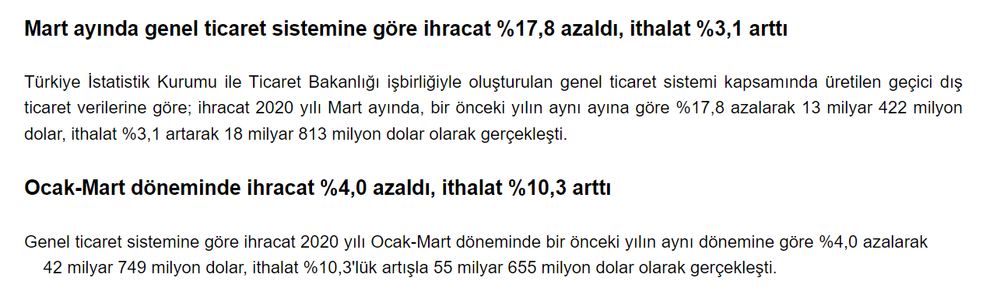 Mart ayında genel ticaret sistemine göre ihracat %17,8 azaldı, ithalat %3,1 arttı
Türkiye İstatistik Kurumu ile Ticaret Bakanlığı işbirliğiyle oluşturulan genel ticaret sistemi kapsamında üretilen geçici dış
ticaret verilerine göre; ihracat 2020 yılı Mart ayında, bir önceki yılın aynı ayına göre %17,8 azalarak 13 milyar 422 milyon
dolar, ithalat %3,1 artarak 18 milyar 813 milyon dolar olarak gerçekleşti.
Ocak-Mart döneminde ihracat %4,0 azaldı, ithalat %10,3 arttı
Genel ticaret sistemine göre ihracat 2020 yılı Ocak-Mart döneminde bir önceki yılın aynı dönemine göre %4,0 azalarak
42 milyar 749 milyon dolar, ithalat %10,3'lük artışla 55 milyar 655 milyon dolar olarak gerçekleşti.